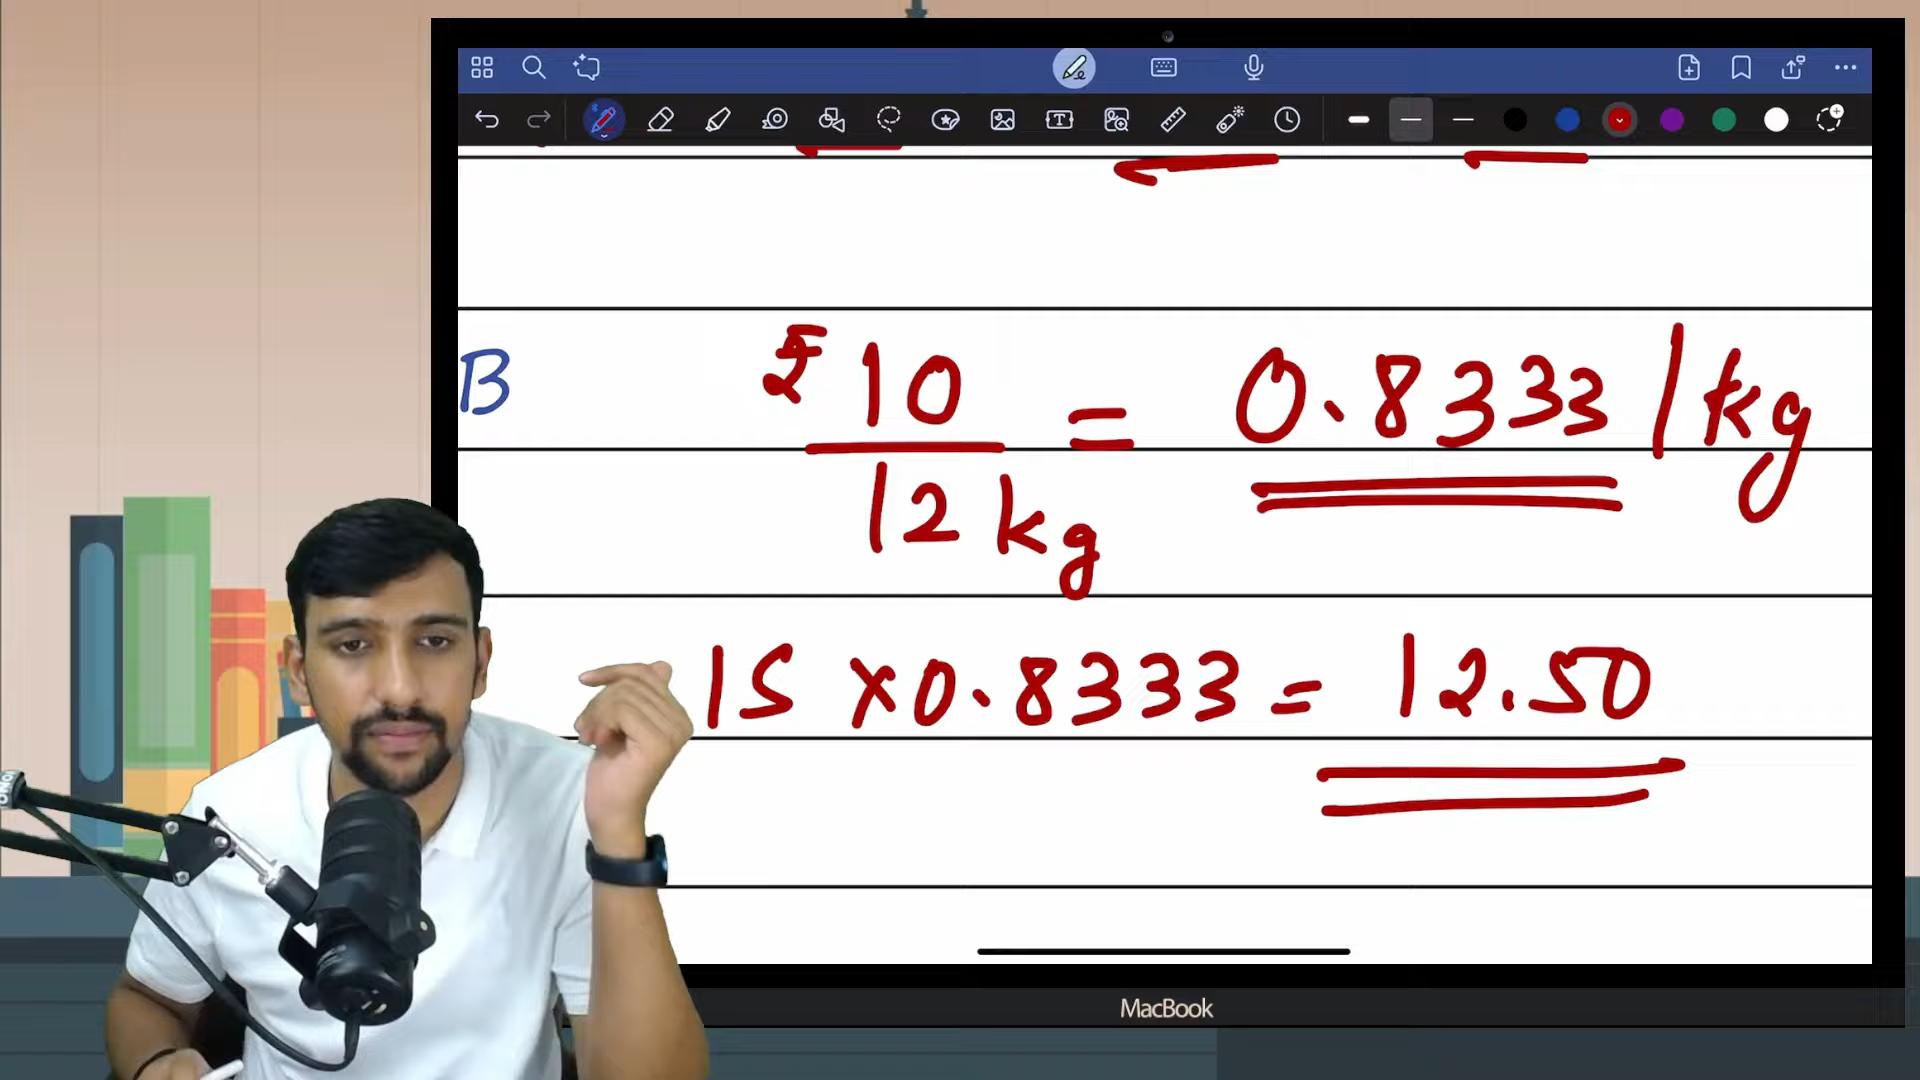 B ₹10 = 0.8333/kg
12 kg
15 x 0.8333 = 12.50
MacBook